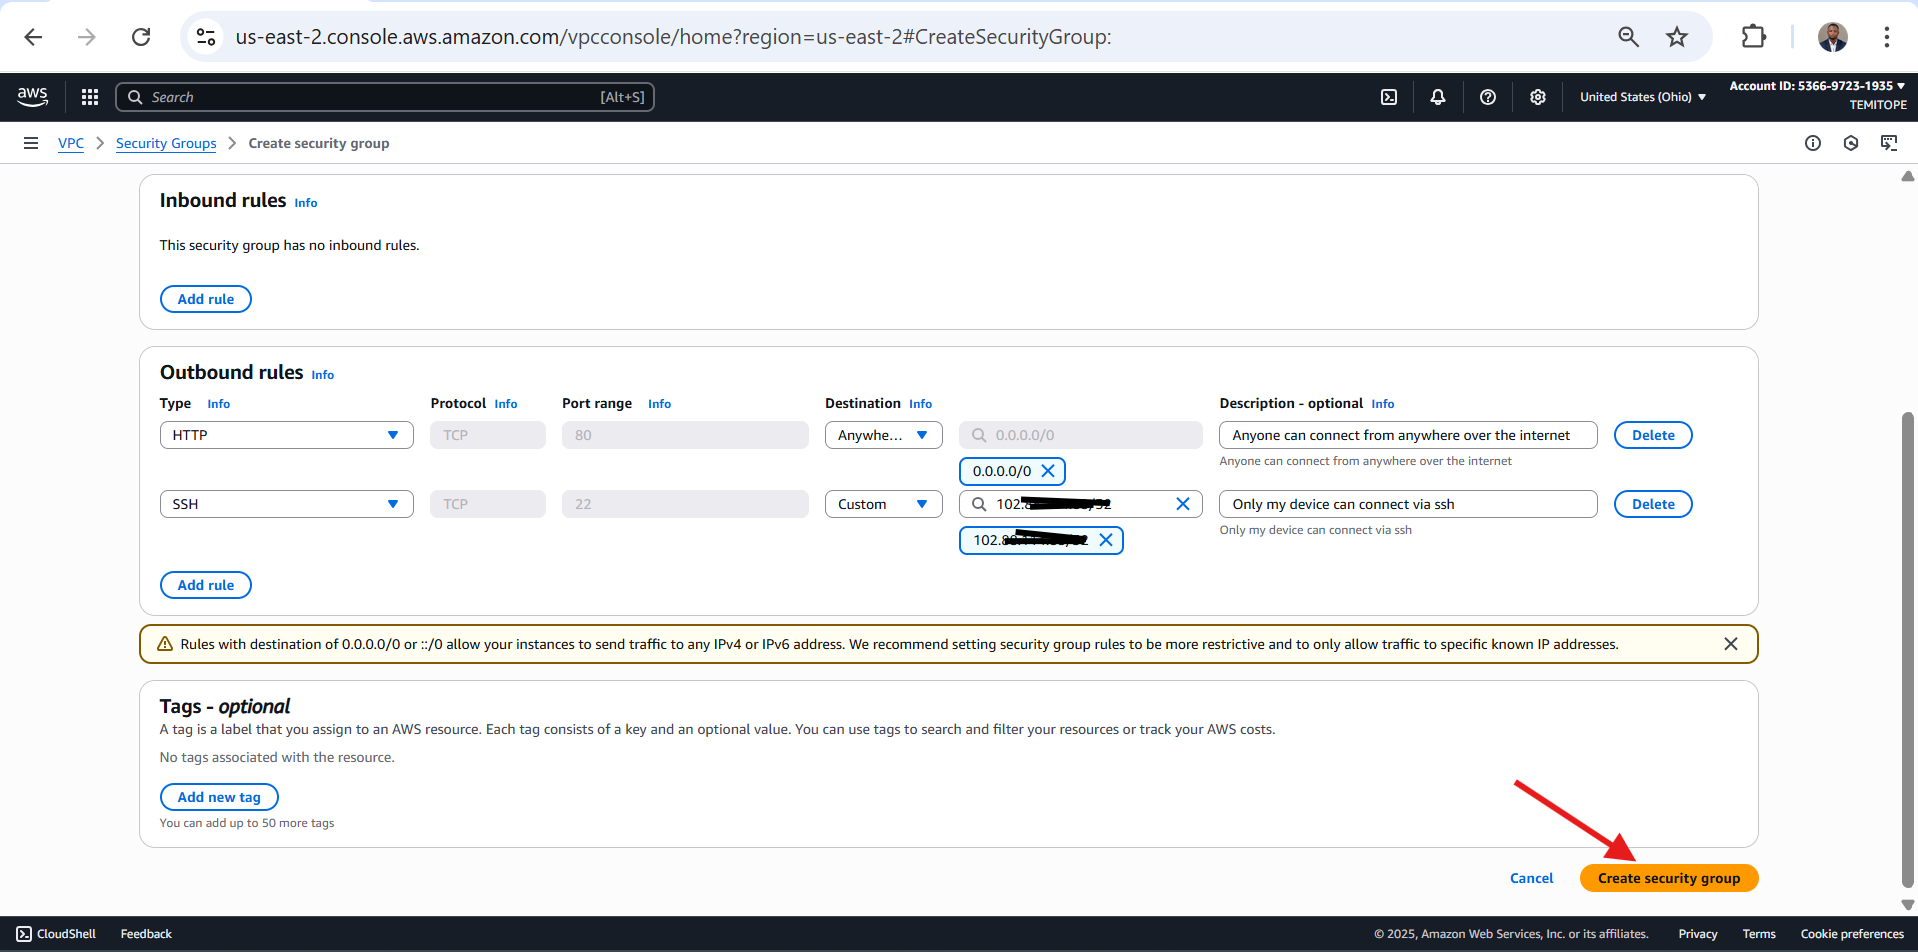 us-east-2.console.aws.amazon.com/vpcconsole/home?region=us-east-2#CreateSecurityGroup:
aws
Search
[Alt+S]
United States (Ohio)
Account ID: 5366-9723-1935
TEMITOPE
VPC
Security Groups
Create security group
Inbound rules Info
This security group has no inbound rules.
Add rule
Outbound rules Info
Type Info Protocol Info Port range Info Destination Info Description - optional Info
HTTP TCP 80 Anywhe... 0.0.0.0/0 Anyone can connect from anywhere over the internet Delete
Anyone can connect from anywhere over the internet
0.0.0.0/0
SSH TCP 22 Custom 102. Only my device can connect via ssh Delete
Only my device can connect via ssh
102.
Add rule
Rules with destination of 0.0.0.0/0 or ::/0 allow your instances to send traffic to any IPv4 or IPv6 address. We recommend setting security group rules to be more restrictive and to only allow traffic to specific known IP addresses.
Tags - optional
A tag is a label that you assign to an AWS resource. Each tag consists of a key and an optional value. You can use tags to search and filter your resources or track your AWS costs.
No tags associated with the resource.
Add new tag
You can add up to 50 more tags
Cancel
Create security group
CloudShell Feedback © 2025, Amazon Web Services, Inc. or its affiliates. Privacy Terms Cookie preferences